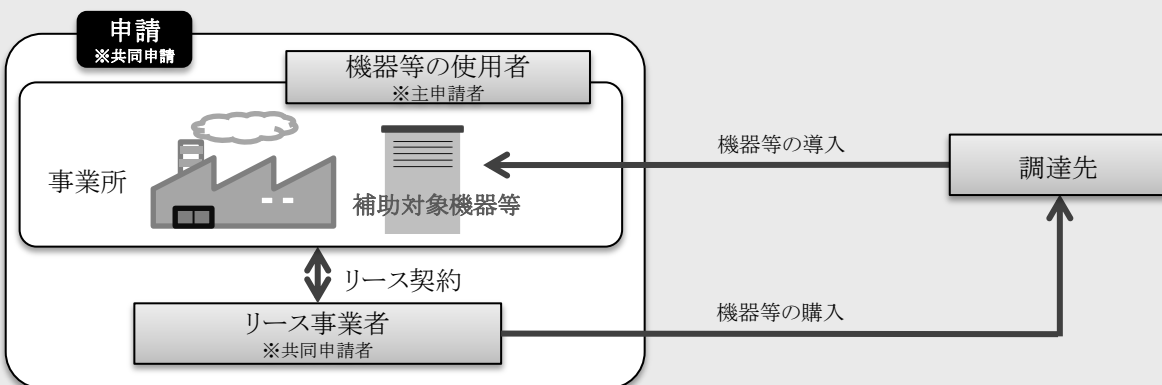 申請
※共同申請
機器等の使用者
※主申請者
事業所
補助対象機器等
機器等の導入
調達先
リース契約
リース事業者
※共同申請者
機器等の購入